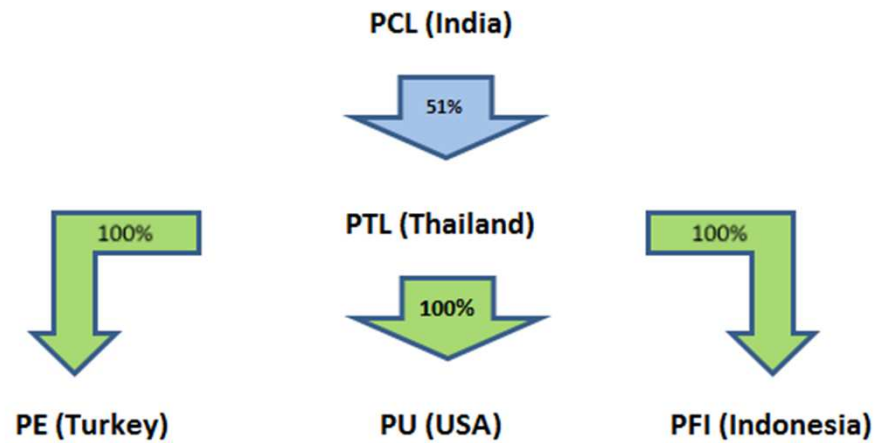 PCL (India)
51%
100%
PTL (Thailand)
100%
100%
PE (Turkey)
PU (USA)
PFI (Indonesia)